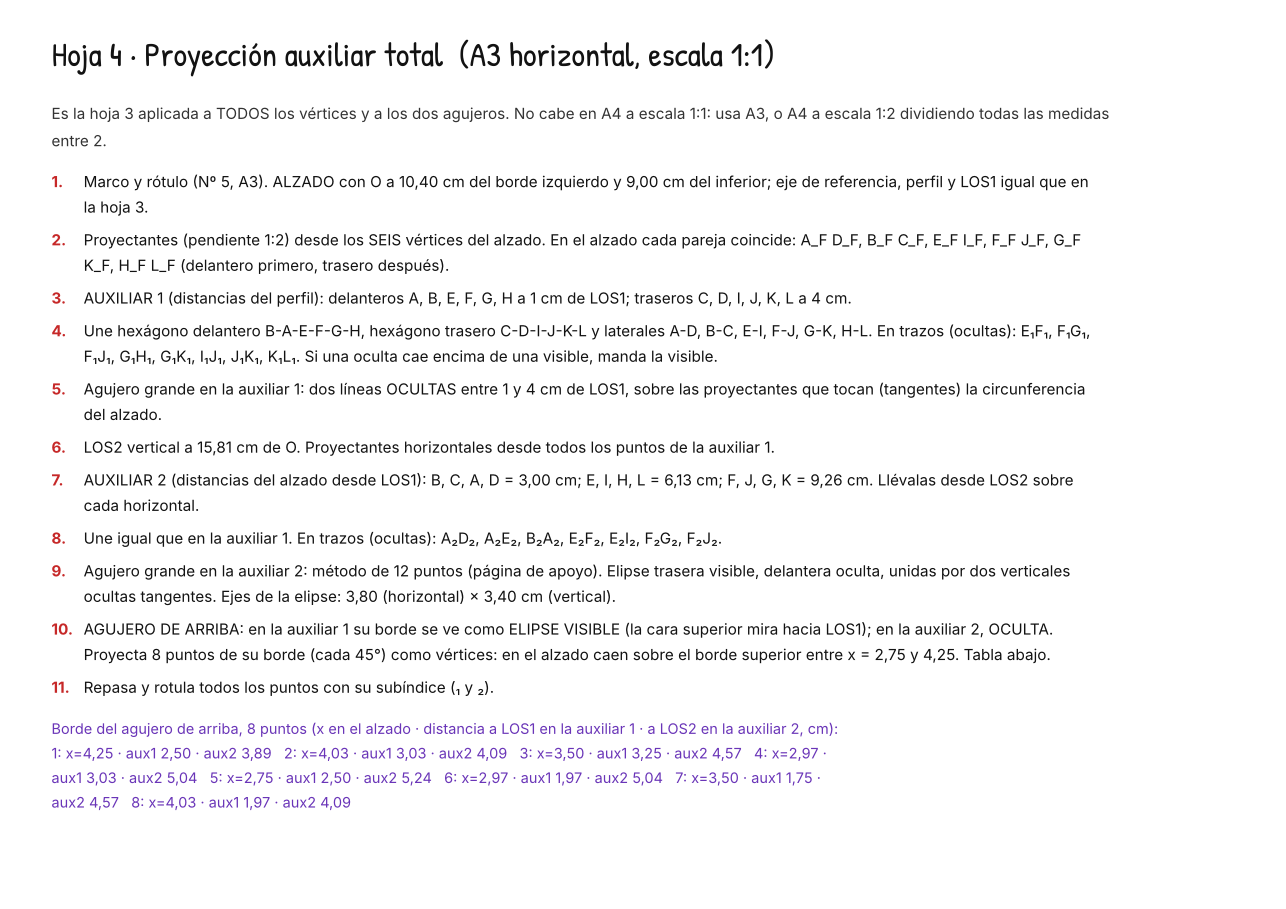 Hoja 4 · Proyección auxiliar total (A3 horizontal, escala 1:1)
Es la hoja 3 aplicada a TODOS los vértices y a los dos agujeros. No cabe en A4 a escala 1:1: usa A3, o A4 a escala 1:2 dividiendo todas las medidas
entre 2.
1. Marco y rótulo (Nº 5, A3). ALZADO con O a 10,40 cm del borde izquierdo y 9,00 cm del inferior; eje de referencia, perfil y LOS1 igual que en
la hoja 3.
2. Proyectantes (pendiente 1:2) desde los SEIS vértices del alzado. En el alzado cada pareja coincide: A_F D_F, B_F C_F, E_F I_F, F_F J_F, G_F
K_F, H_F L_F (delantero primero, trasero después).
3. AUXILIAR 1 (distancias del perfil): delanteros A, B, E, F, G, H a 1 cm de LOS1; traseros C, D, I, J, K, L a 4 cm.
4. Une hexágono delantero B-A-E-F-G-H, hexágono trasero C-D-I-J-K-L y laterales A-D, B-C, E-I, F-J, G-K, H-L. En trazos (ocultas): E₁F₁, F₁G₁,
F₁J₁, G₁H₁, G₁K₁, I₁J₁, J₁K₁, K₁L₁. Si una oculta cae encima de una visible, manda la visible.
5. Agujero grande en la auxiliar 1: dos líneas OCULTAS entre 1 y 4 cm de LOS1, sobre las proyectantes que tocan (tangentes) la circunferencia
del alzado.
6. LOS2 vertical a 15,81 cm de O. Proyectantes horizontales desde todos los puntos de la auxiliar 1.
7. AUXILIAR 2 (distancias del alzado desde LOS1): B, C, A, D = 3,00 cm; E, I, H, L = 6,13 cm; F, J, G, K = 9,26 cm. Llévalas desde LOS2 sobre
cada horizontal.
8. Une igual que en la auxiliar 1. En trazos (ocultas): A₂D₂, A₂E₂, B₂A₂, E₂F₂, E₂I₂, F₂G₂, F₂J₂.
9. Agujero grande en la auxiliar 2: método de 12 puntos (página de apoyo). Elipse trasera visible, delantera oculta, unidas por dos verticales
ocultas tangentes. Ejes de la elipse: 3,80 (horizontal) × 3,40 cm (vertical).
10. AGUJERO DE ARRIBA: en la auxiliar 1 su borde se ve como ELIPSE VISIBLE (la cara superior mira hacia LOS1); en la auxiliar 2, OCULTA.
Proyecta 8 puntos de su borde (cada 45°) como vértices: en el alzado caen sobre el borde superior entre x = 2,75 y 4,25. Tabla abajo.
11. Repasa y rotula todos los puntos con su subíndice (₁ y ₂).
Borde del agujero de arriba, 8 puntos (x en el alzado · distancia a LOS1 en la auxiliar 1 · a LOS2 en la auxiliar 2, cm):
1: x=4,25 · aux1 2,50 · aux2 3,89 2: x=4,03 · aux1 3,03 · aux2 4,09 3: x=3,50 · aux1 3,25 · aux2 4,57 4: x=2,97 ·
aux1 3,03 · aux2 5,04 5: x=2,75 · aux1 2,50 · aux2 5,24 6: x=2,97 · aux1 1,97 · aux2 5,04 7: x=3,50 · aux1 1,75 ·
aux2 4,57 8: x=4,03 · aux1 1,97 · aux2 4,09